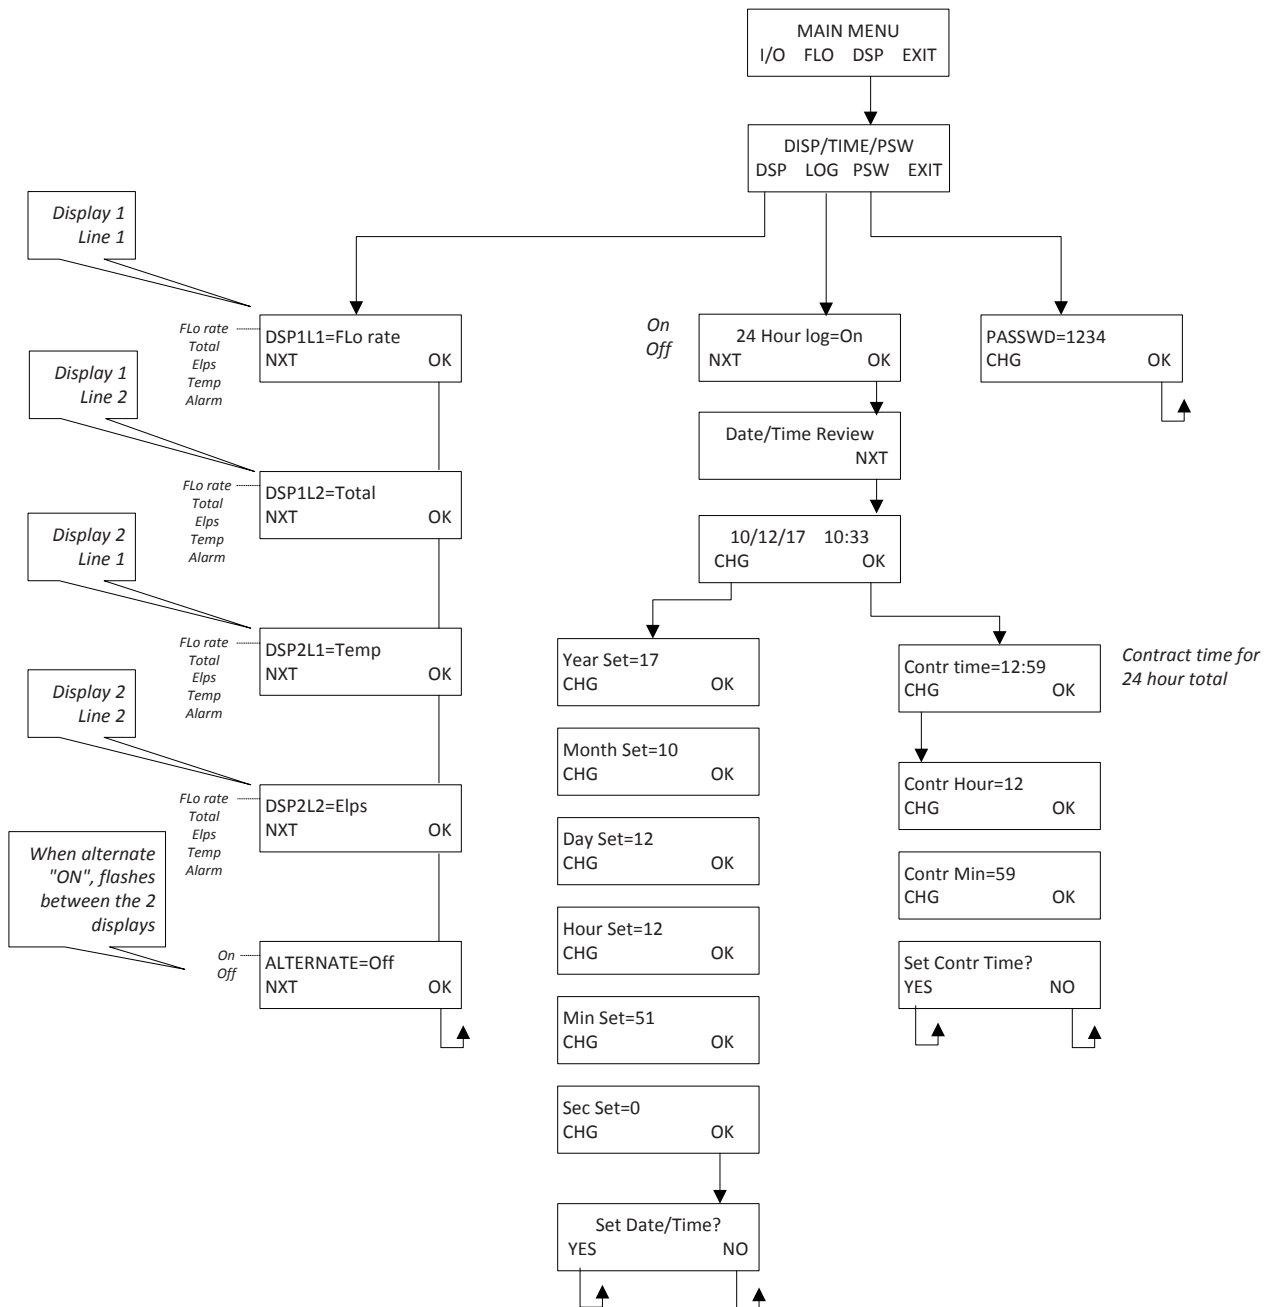 MAIN MENU
I/O FLO DSP EXIT
DISP/TIME/PSW
DSP LOG PSW EXIT
Display 1
Line 1
FLo rate
Total
Elps
Temp
Alarm
DSP1L1=FLo rate
NXT OK
Display 1
Line 2
FLo rate
Total
Elps
Temp
Alarm
DSP1L2=Total
NXT OK
Display 2
Line 1
FLo rate
Total
Elps
Temp
Alarm
DSP2L1=Temp
NXT OK
Display 2
Line 2
FLo rate
Total
Elps
Temp
Alarm
DSP2L2=Elps
NXT OK
When alternate
"ON", flashes
between the 2
displays
On
Off
ALTERNATE=Off
NXT OK
On
Off
24 Hour log=On
NXT OK
Date/Time Review
NXT
10/12/17 10:33
CHG OK
Year Set=17
CHG OK
Month Set=10
CHG OK
Day Set=12
CHG OK
Hour Set=12
CHG OK
Min Set=51
CHG OK
Sec Set=0
CHG OK
Set Date/Time?
YES NO
Contr time=12:59
CHG OK
Contract time for
24 hour total
Contr Hour=12
CHG OK
Contr Min=59
CHG OK
Set Contr Time?
YES NO
PASSWD=1234
CHG OK